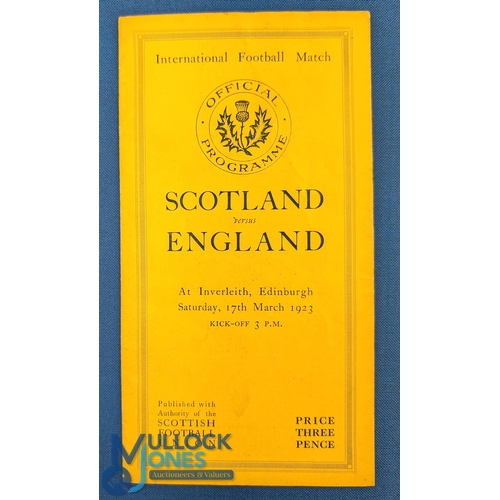 International Football Match
OFFICIAL
PROGRAMME
SCOTLAND
versus
ENGLAND
At Inverleith, Edinburgh
Saturday, 17th March 1923
KICK-OFF 3 P.M.
Published with
Authority of the
SCOTTISH
FOOTBALL
PRICE
THREE
PENCE
MULLOCK
JONES
Auctioneers & Valuers